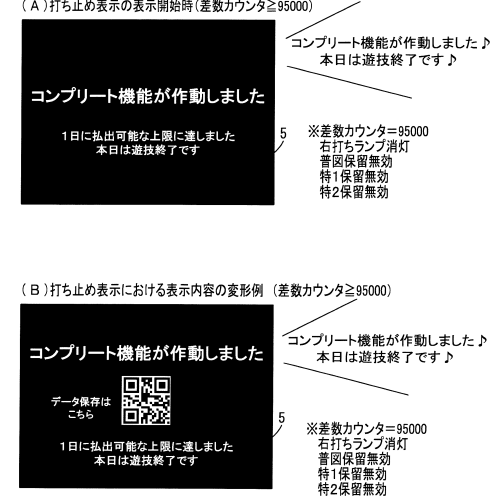 (A)打ち止め表示の表示開始時(差数カウンタ≧95000)
コンプリート機能が作動しました♪
本日は遊技終了です♪
コンプリート機能が作動しました
1日に払出可能な上限に達しました
本日は遊技終了です
5
※差数カウンタ=95000
右打ちランプ消灯
普図保留無効
特1保留無効
特2保留無効
(B)打ち止め表示における表示内容の変形例 (差数カウンタ≧95000)
コンプリート機能が作動しました♪
本日は遊技終了です♪
コンプリート機能が作動しました
データ保存は
こちら
1日に払出可能な上限に達しました
本日は遊技終了です
5
※差数カウンタ=95000
右打ちランプ消灯
普図保留無効
特1保留無効
特2保留無効